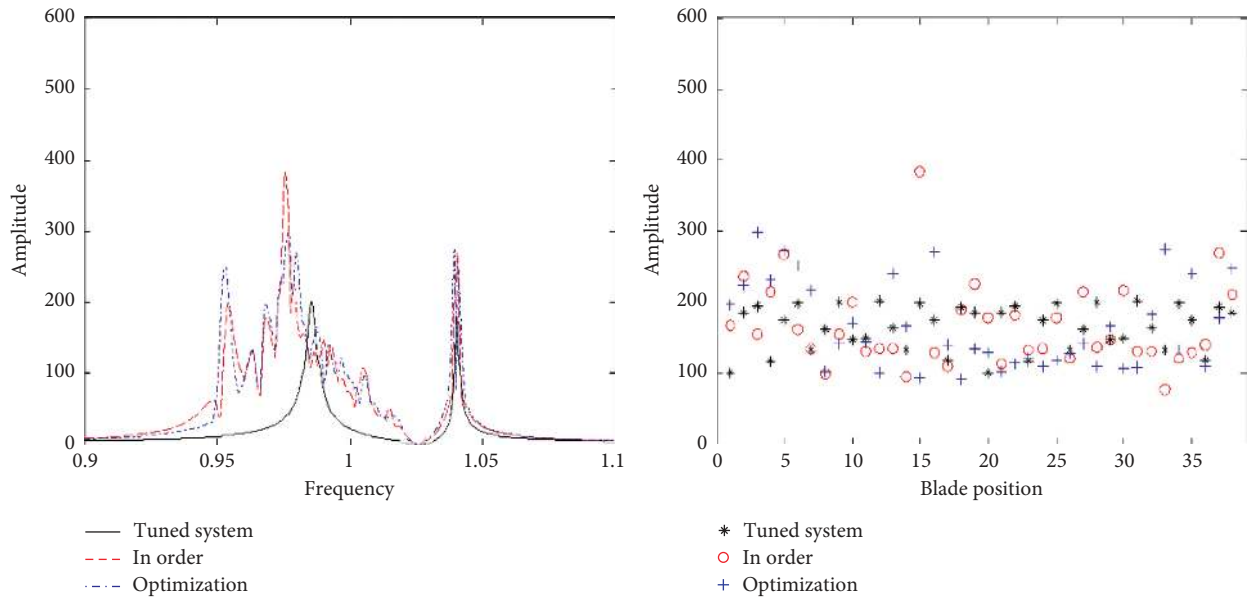 600
500
400
300
200
100
0
Amplitude
0.9
0.95
1
1.05
1.1
Frequency
Tuned system
In order
Optimization
600
500
400
300
200
100
0
Amplitude
0
5
10
15
20
25
30
35
Blade position
Tuned system
In order
Optimization